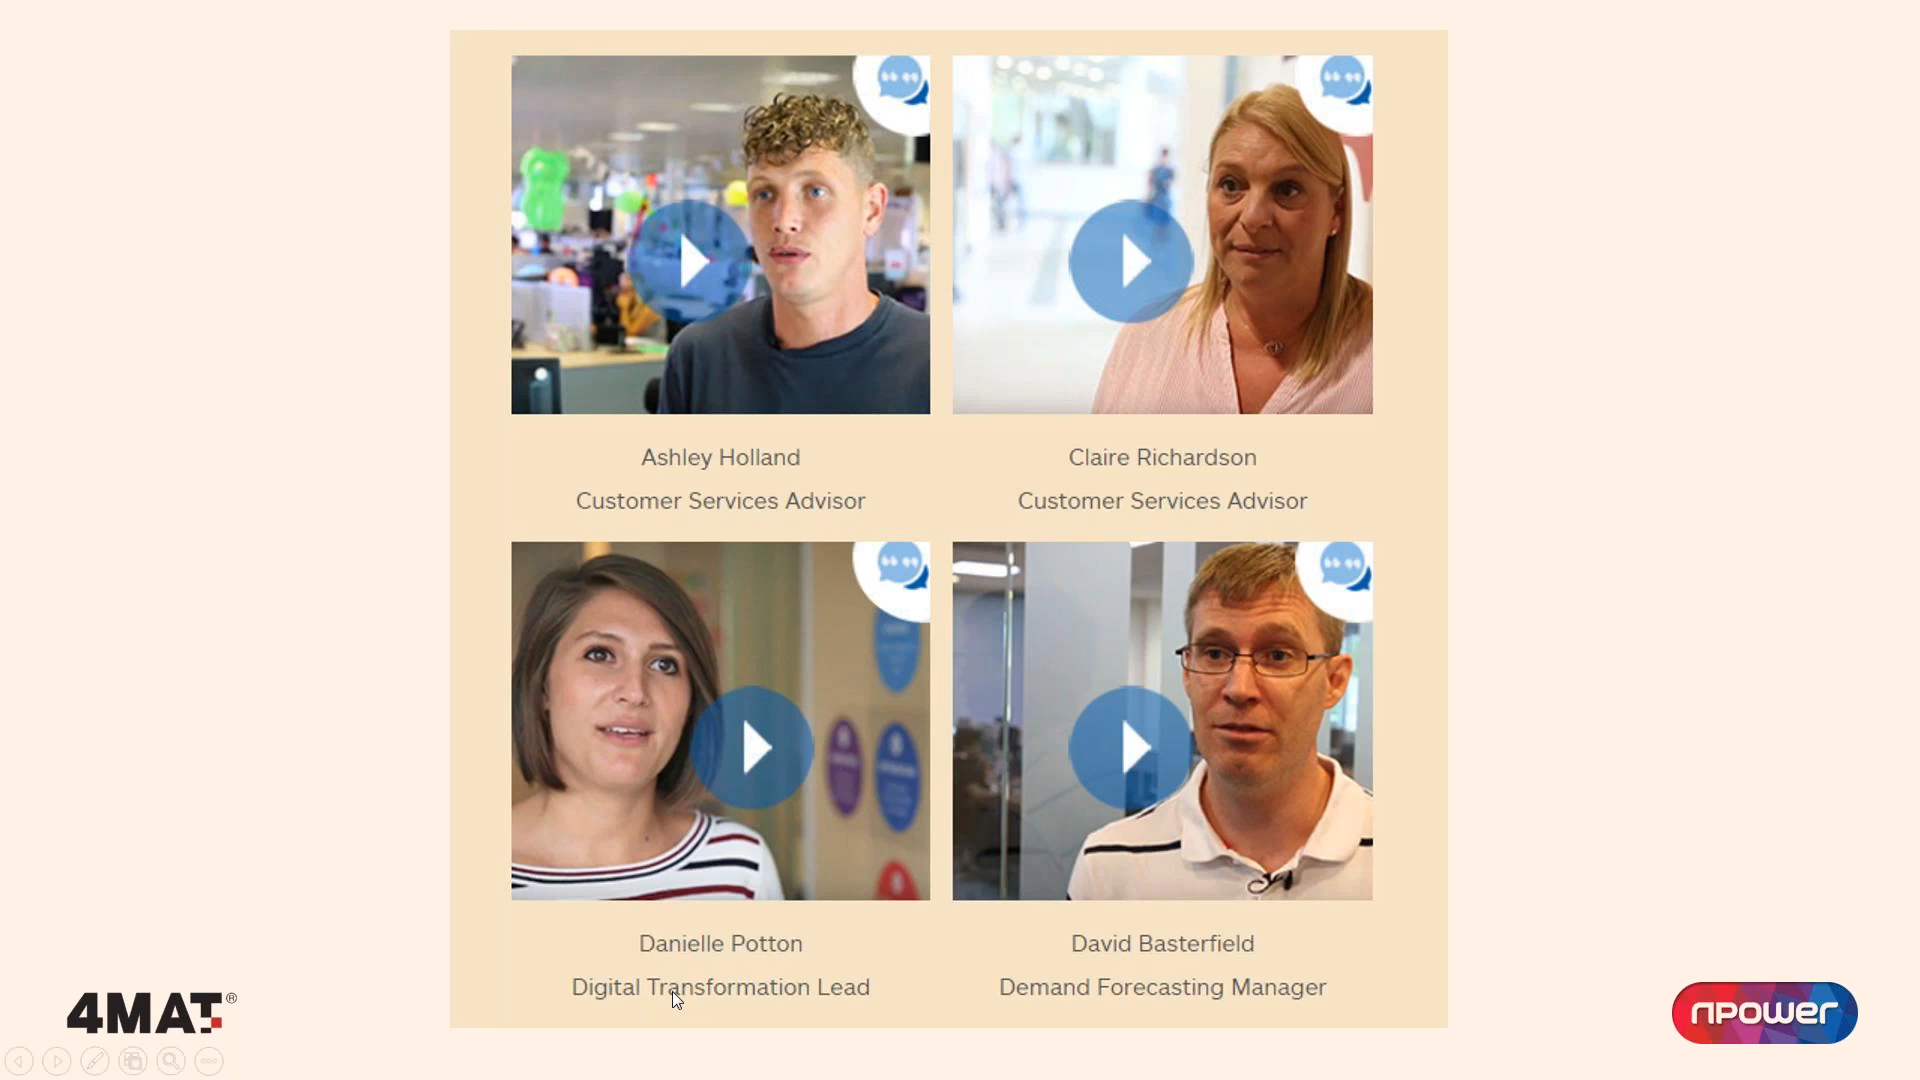 Ashley Holland
Customer Services Advisor
Claire Richardson
Customer Services Advisor
Danielle Potton
Digital Transformation Lead
David Basterfield
Demand Forecasting Manager
4MAT®
npower